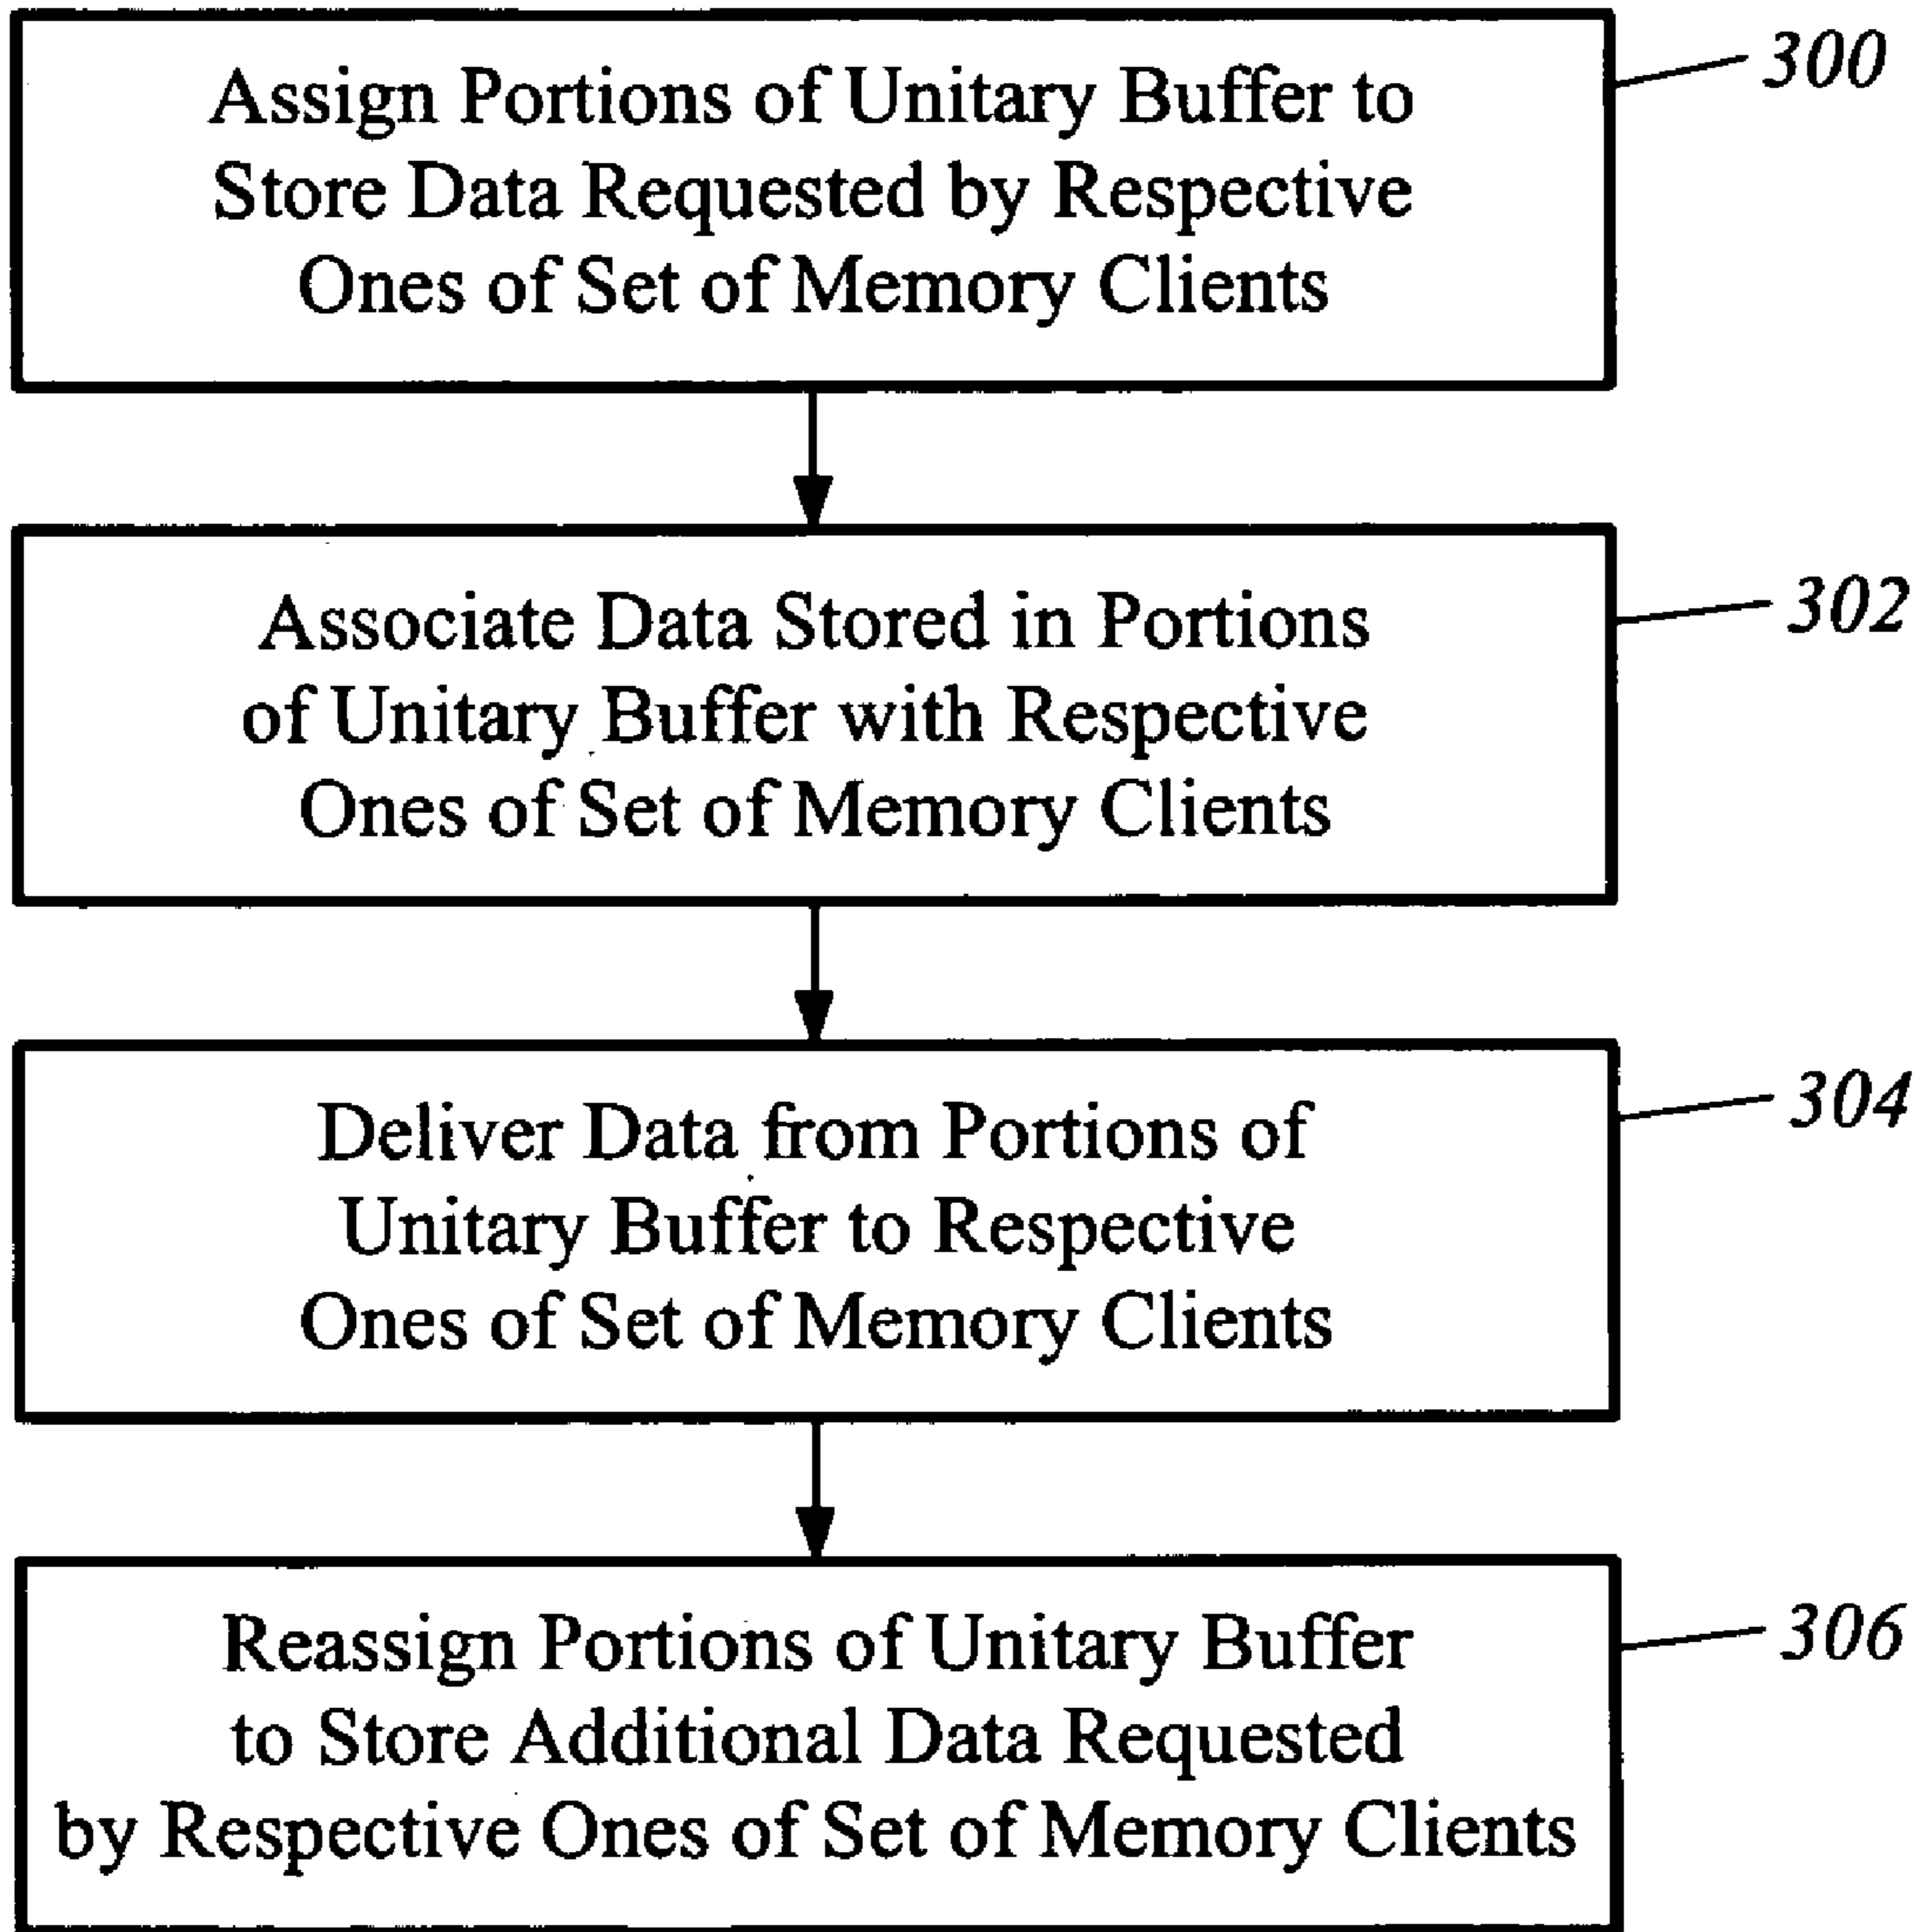 Assign Portions of Unitary Buffer to
Store Data Requested by Respective
Ones of Set of Memory Clients
300
Associate Data Stored in Portions
of Unitary Buffer with Respective
Ones of Set of Memory Clients
302
Deliver Data from Portions of
Unitary Buffer to Respective
Ones of Set of Memory Clients
304
Reassign Portions of Unitary Buffer
to Store Additional Data Requested
by Respective Ones of Set of Memory Clients
306